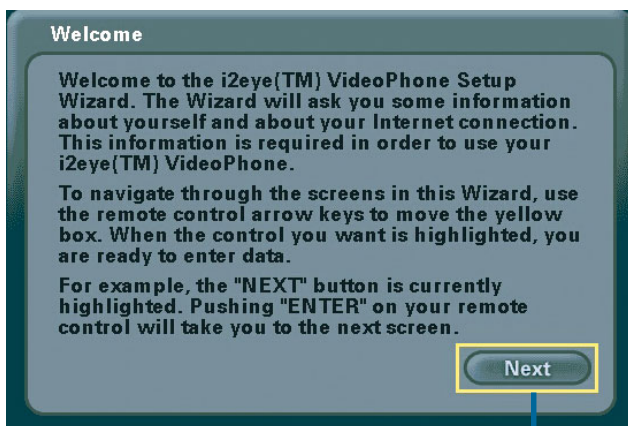 Welcome
Welcome to the i2eye(TM) VideoPhone Setup
Wizard. The Wizard will ask you some information
about yourself and about your Internet connection.
This information is required in order to use your
i2eye(TM) VideoPhone.
To navigate through the screens in this Wizard, use
the remote control arrow keys to move the yellow
box. When the control you want is highlighted, you
are ready to enter data.
For example, the "NEXT" button is currently
highlighted. Pushing "ENTER" on your remote
control will take you to the next screen.
Next